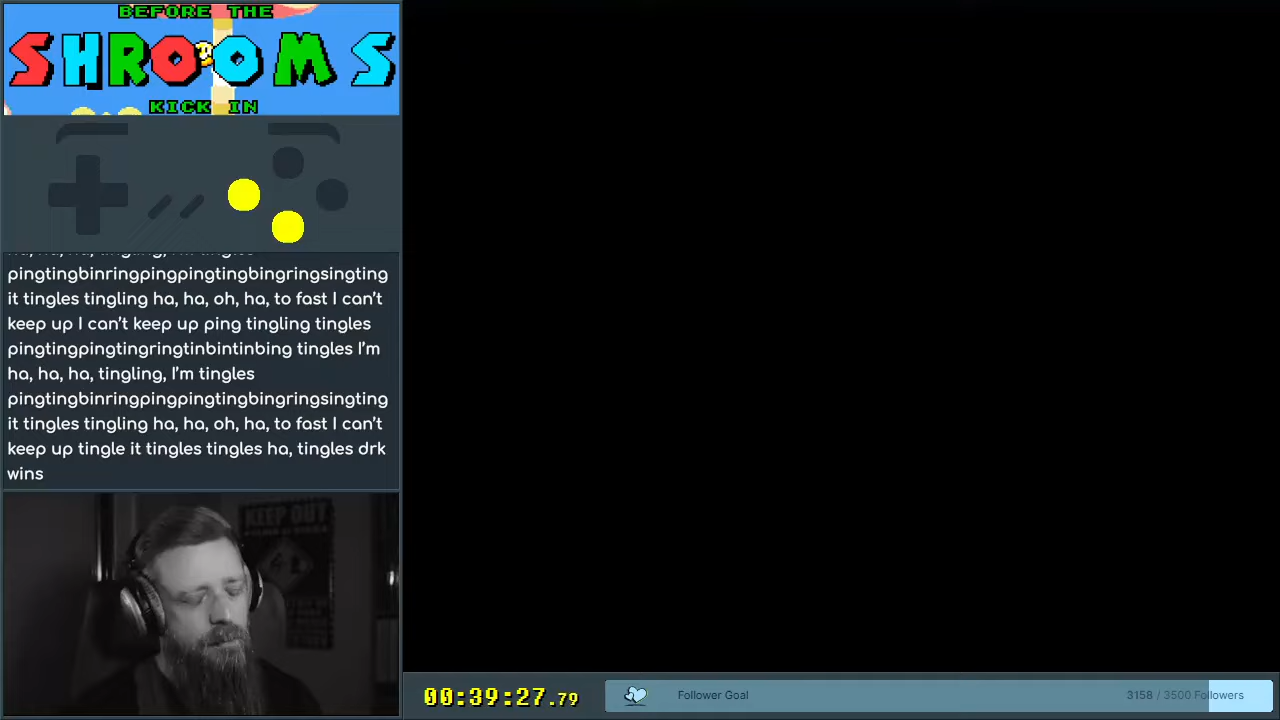 BEFORE THE
SHROOMS
KICK IN
pingtingbinringpingpingtingbingringsingting
it tingles tingling ha, ha, oh, ha, to fast I can't
keep up I can't keep up ping tingling tingles
pingtingpingtingringtinbintinbing tingles I'm
ha, ha, ha, tingling, I'm tingles
pingtingbinringpingpingtingbingringsingting
it tingles tingling ha, ha, oh, ha, to fast I can't
keep up tingle it tingles tingles ha, tingles drk
wins
KEEP OUT
00:39:27.79
Follower Goal
3158 / 3500 Followers